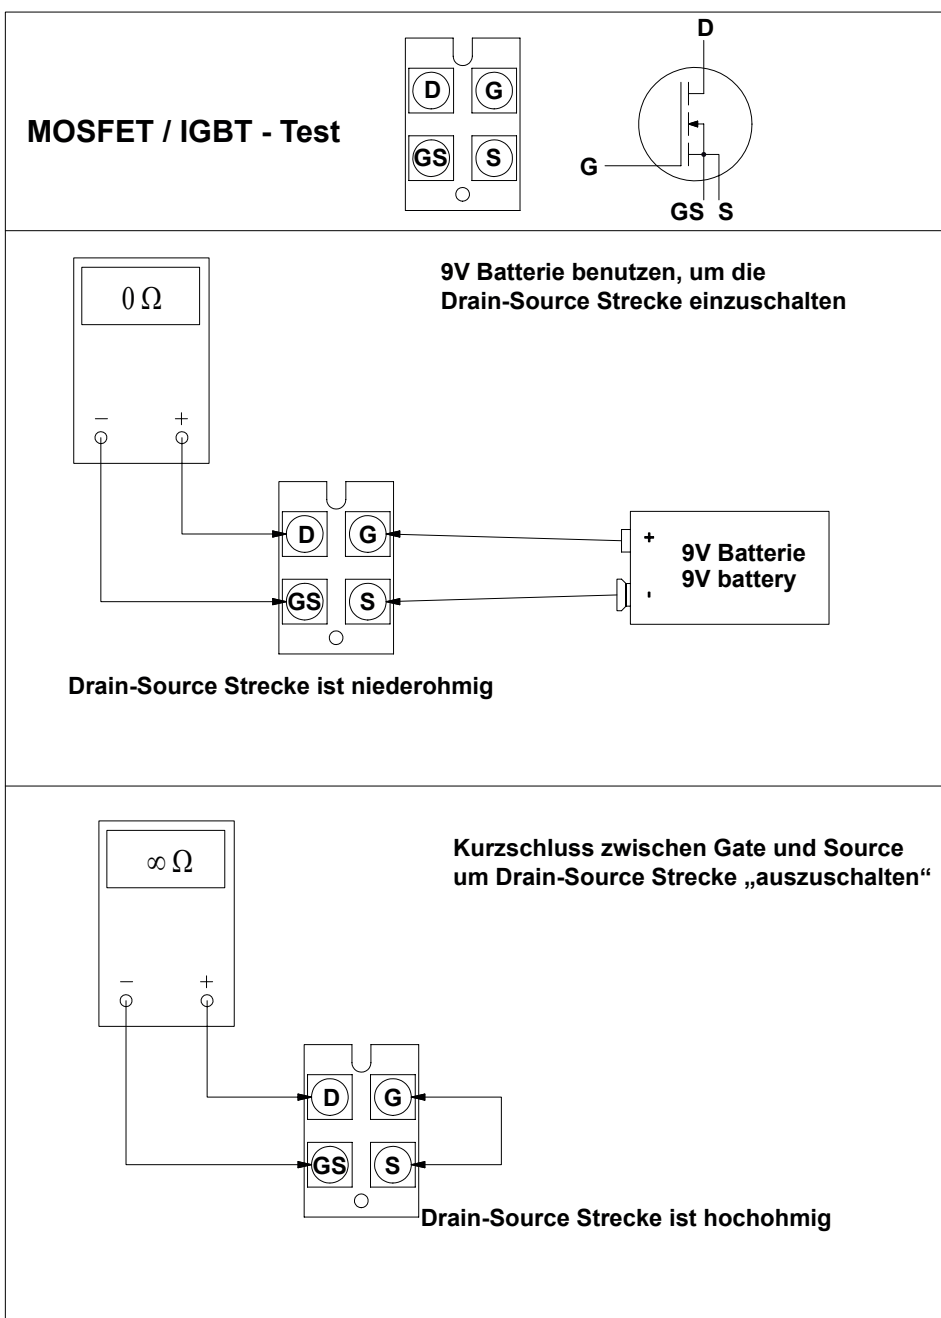 MOSFET / IGBT - Test
D G
GS S
D
G
GS S
9V Batterie benutzen, um die
Drain-Source Strecke einzuschalten
0 Ω
− +
D G
GS S
+
-
9V Batterie
9V battery
Drain-Source Strecke ist niederohmig
Kurzschluss zwischen Gate und Source
um Drain-Source Strecke „auszuschalten“
∞ Ω
− +
D G
GS S
Drain-Source Strecke ist hochohmig